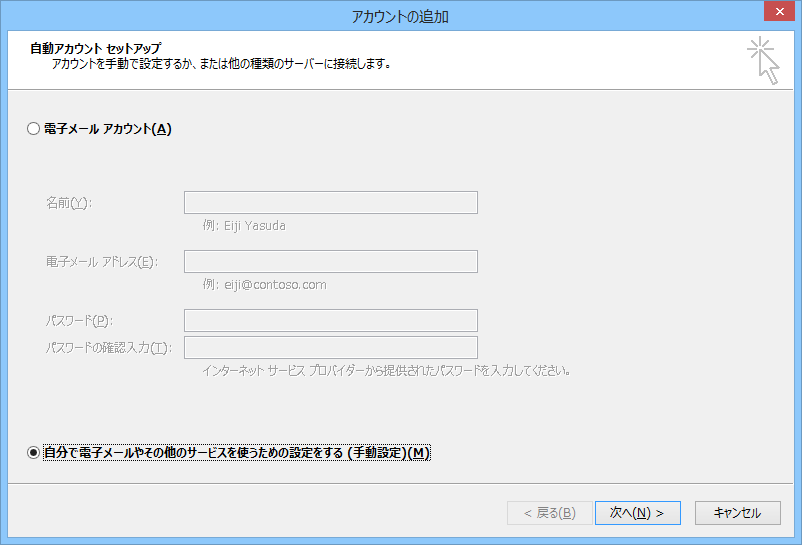 アカウントの追加
自動アカウント セットアップ
アカウントを手動で設定するか、または他の種類のサーバーに接続します。
電子メール アカウント(A)
名前(Y):
例: Eiji Yasuda
電子メール アドレス(E):
例: eiji@contoso.com
パスワード(P):
パスワードの確認入力(T):
インターネット サービス プロバイダーから提供されたパスワードを入力してください。
自分で電子メールやその他のサービスを使うための設定をする (手動設定)(M)
< 戻る(B) 次へ(N) > キャンセル